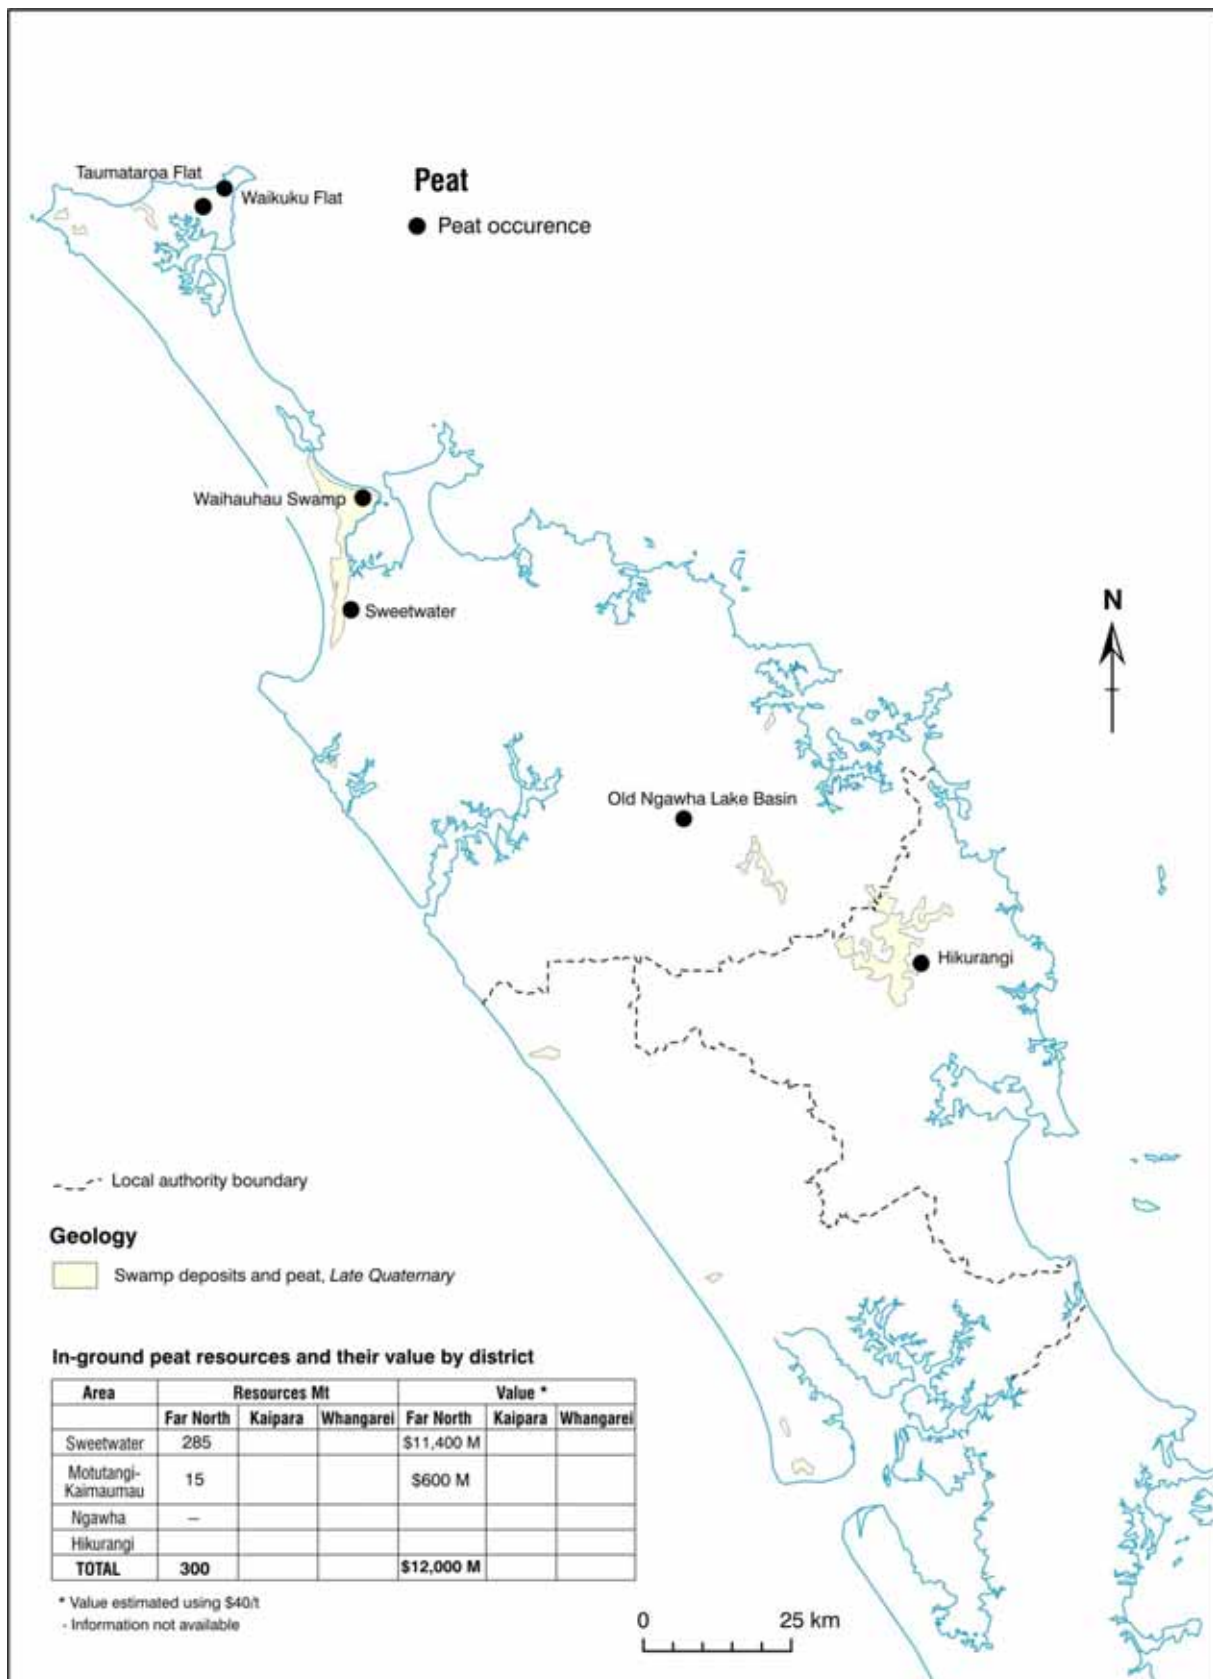 Taumataroa Flat
Waikuku Flat
Peat
Peat occurence
Waihauhau Swamp
Sweetwater
N
Old Ngawha Lake Basin
Hikurangi
Local authority boundary
Geology
Swamp deposits and peat, Late Quaternary
In-ground peat resources and their value by district
Area Resources Mt Value *
Far North Kaipara Whangarei Far North Kaipara Whangarei
Sweetwater 285 $11,400 M
Motutangi-
Kaimaumau 15 $600 M
Ngawha –
Hikurangi
TOTAL 300 $12,000 M
* Value estimated using $40/t
- Information not available
0 25 km